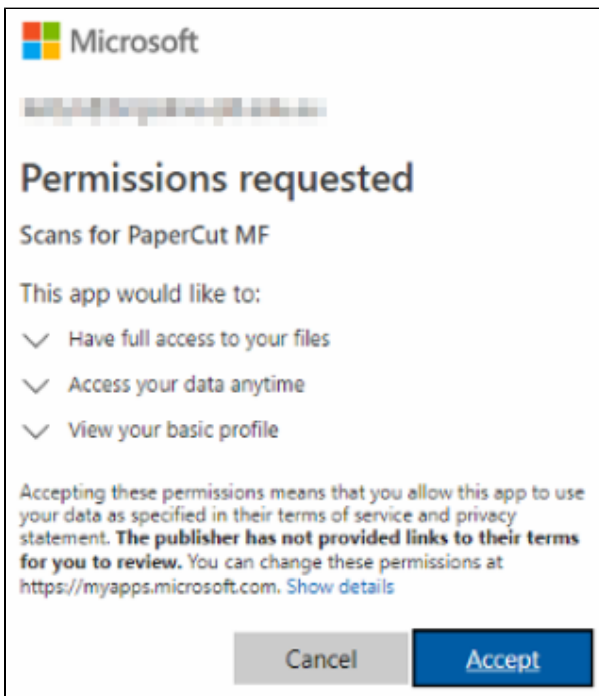 Microsoft
Permissions requested
Scans for PaperCut MF
This app would like to:
Have full access to your files
Access your data anytime
View your basic profile
Accepting these permissions means that you allow this app to use
your data as specified in their terms of service and privacy
statement. The publisher has not provided links to their terms
for you to review. You can change these permissions at
https://myapps.microsoft.com. Show details
Cancel
Accept